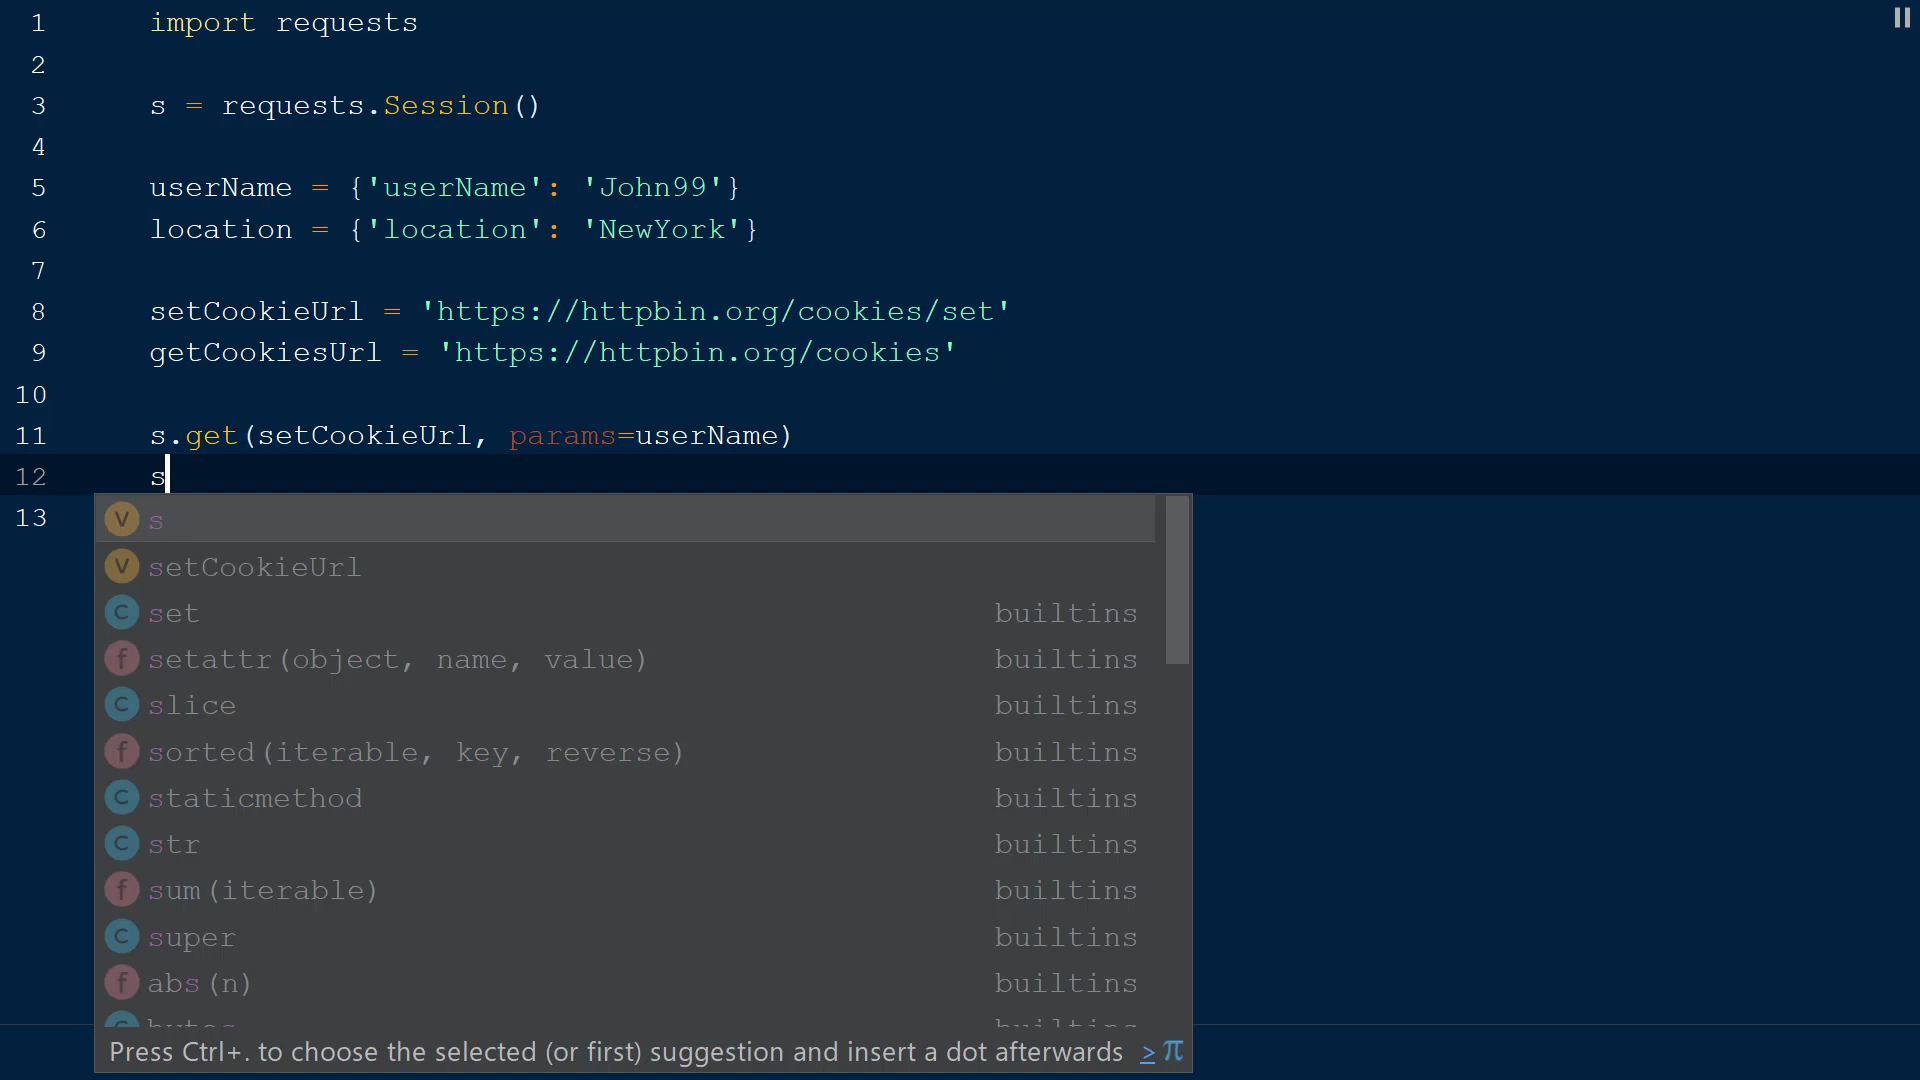 1 import requests
2
3 s = requests.Session()
4
5 userName = {'userName': 'John99'}
6 location = {'location': 'NewYork'}
7
8 setCookieUrl = 'https://httpbin.org/cookies/set'
9 getCookiesUrl = 'https://httpbin.org/cookies'
10
11 s.get(setCookieUrl, params=userName)
12 s
13
V s
V setCookieUrl
C set builtins
f setattr(object, name, value) builtins
C slice builtins
f sorted(iterable, key, reverse) builtins
C staticmethod builtins
C str builtins
f sum(iterable) builtins
C super builtins
f abs(n) builtins
Press Ctrl+. to choose the selected (or first) suggestion and insert a dot afterwards > π